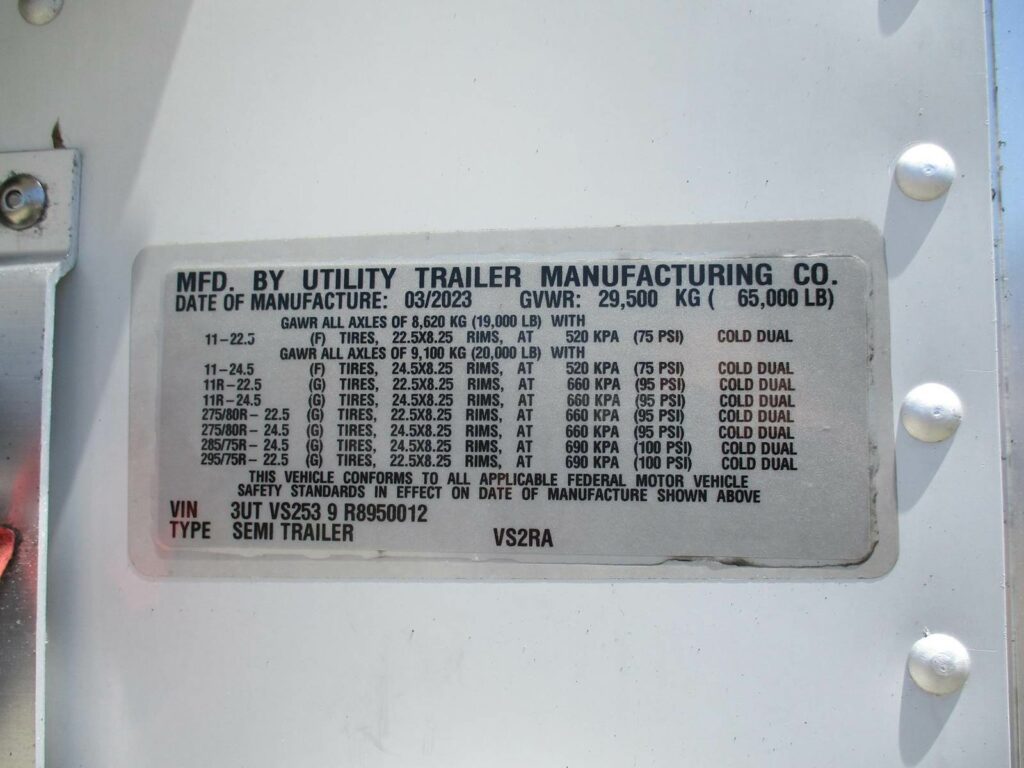 MFD. BY UTILITY TRAILER MANUFACTURING CO.
DATE OF MANUFACTURE: 03/2023 GVWR: 29,500 KG ( 65,000 LB)
GAWR ALL AXLES OF 8,620 KG (19,000 LB) WITH
11-22.5 (F) TIRES, 22.5X8.25 RIMS, AT 520 KPA (75 PSI) COLD DUAL
GAWR ALL AXLES OF 9,100 KG (20,000 LB) WITH
11-24.5 (F) TIRES, 24.5X8.25 RIMS, AT 520 KPA (75 PSI) COLD DUAL
11R-22.5 (G) TIRES, 22.5X8.25 RIMS, AT 660 KPA (95 PSI) COLD DUAL
11R-24.5 (G) TIRES, 24.5X8.25 RIMS, AT 660 KPA (95 PSI) COLD DUAL
275/80R- 22.5 (G) TIRES, 22.5X8.25 RIMS, AT 660 KPA (95 PSI) COLD DUAL
275/80R- 24.5 (G) TIRES, 24.5X8.25 RIMS, AT 660 KPA (95 PSI) COLD DUAL
285/75R- 24.5 (G) TIRES, 24.5X8.25 RIMS, AT 690 KPA (100 PSI) COLD DUAL
295/75R- 22.5 (G) TIRES, 22.5X8.25 RIMS, AT 690 KPA (100 PSI) COLD DUAL
THIS VEHICLE CONFORMS TO ALL APPLICABLE FEDERAL MOTOR VEHICLE
SAFETY STANDARDS IN EFFECT ON DATE OF MANUFACTURE SHOWN ABOVE
VIN 3UT VS253 9 R8950012
TYPE SEMI TRAILER VS2RA